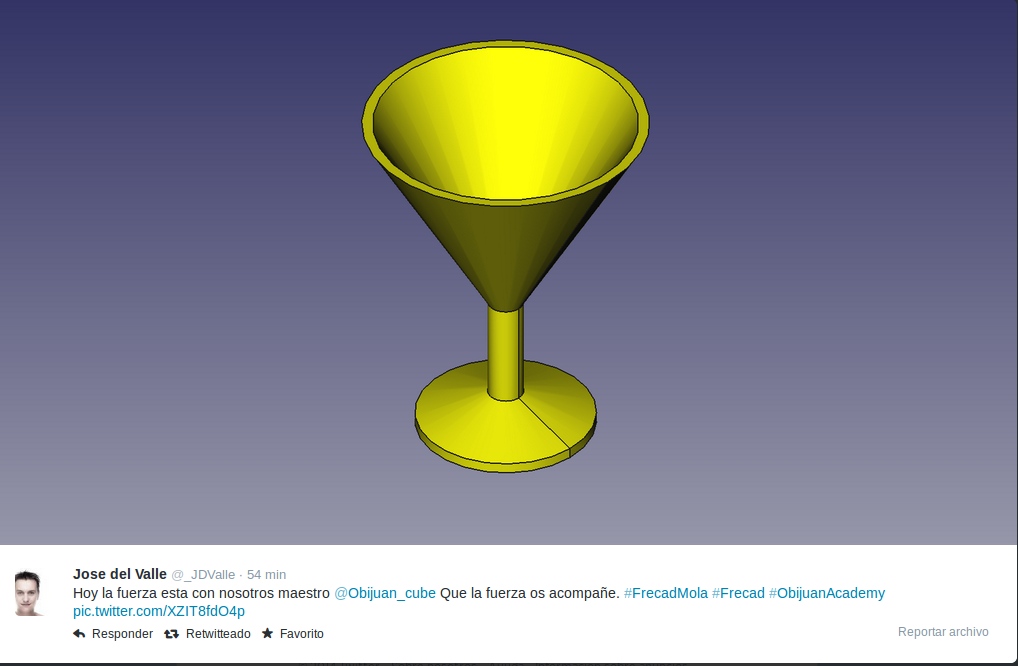 Jose del Valle @_JDValle · 54 min
Hoy la fuerza esta con nosotros maestro @Obijuan_cube Que la fuerza os acompañe. #FrecadMola #Frecad #ObijuanAcademy
pic.twitter.com/XZIT8fdO4p
Responder Retwitteado Favorito Reportar archivo